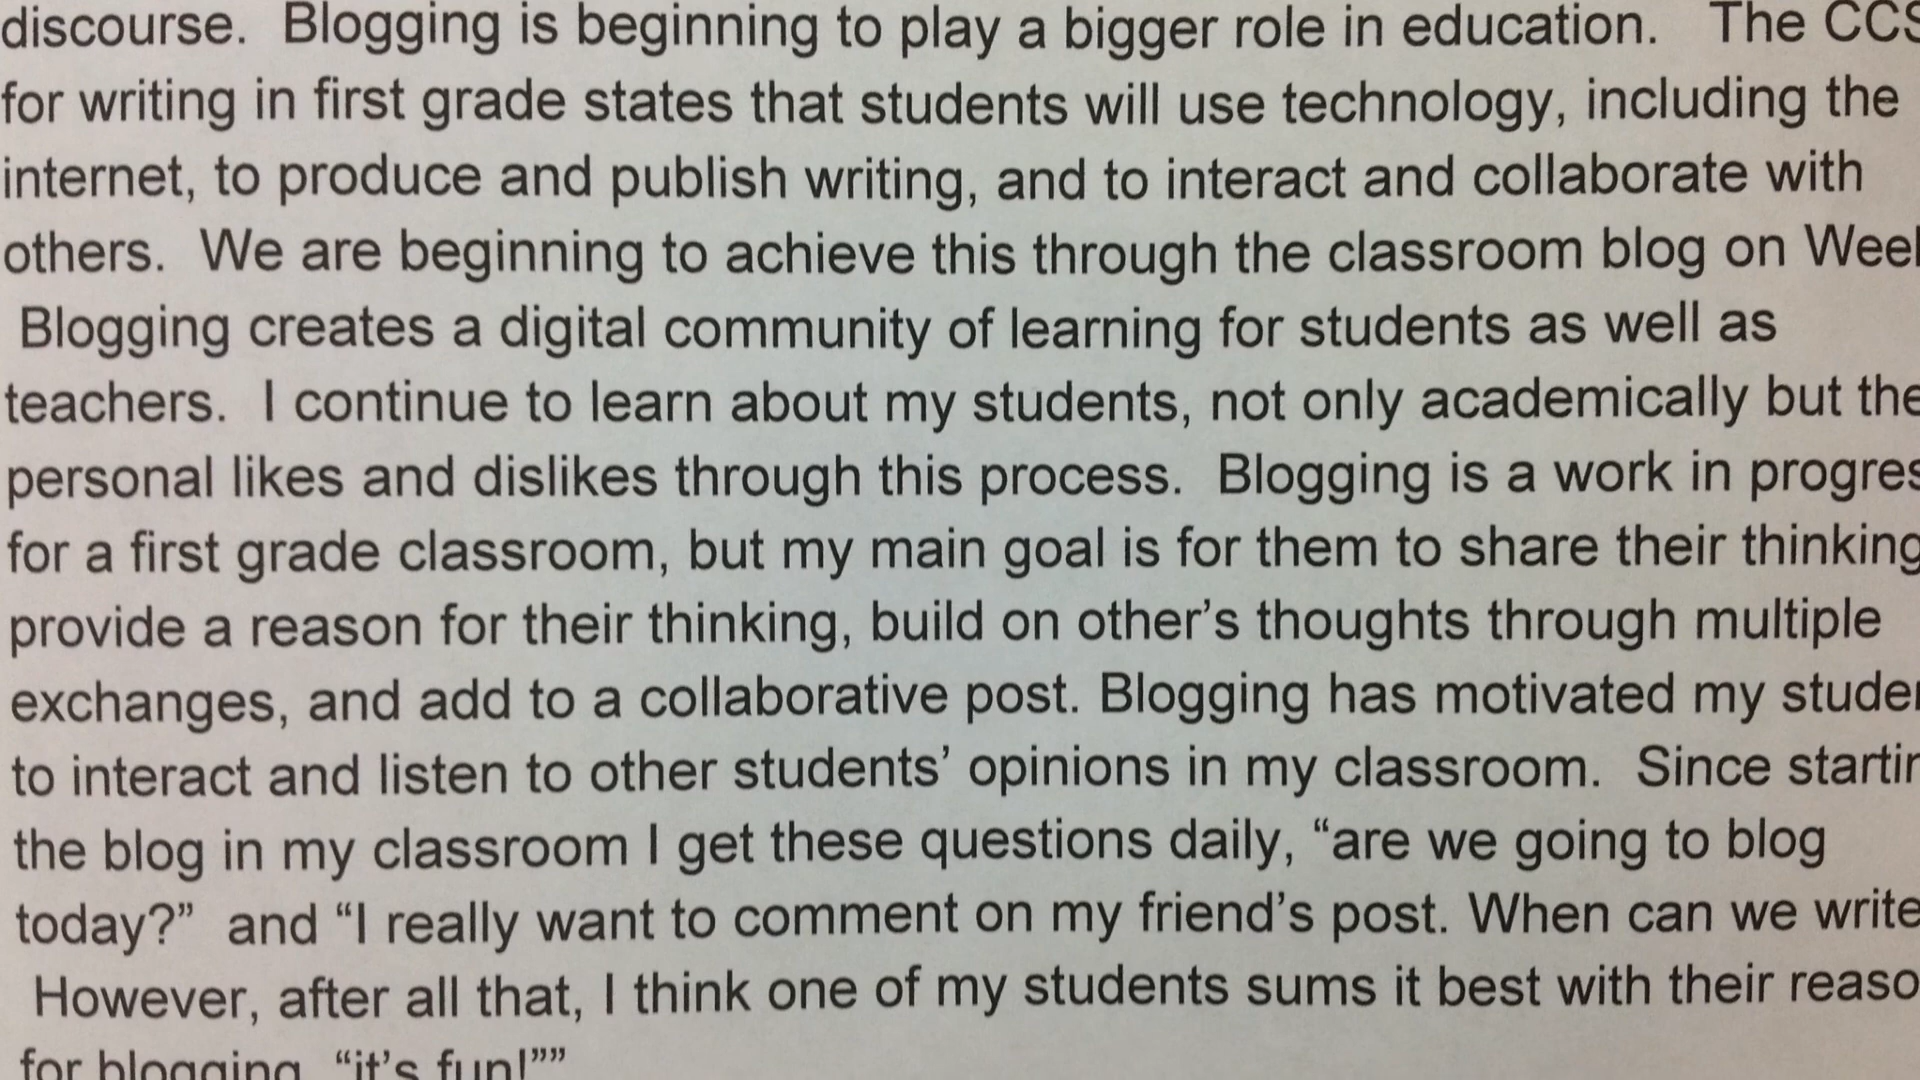 discourse.  Blogging is beginning to play a bigger role in education.   The
for writing in first grade states that students will use technology, including the
internet, to produce and publish writing, and to interact and collaborate with
others.  We are beginning to achieve this through the classroom blog on
Blogging creates a digital community of learning for students as well as
teachers.  I continue to learn about my students, not only academically but
personal likes and dislikes through this process.  Blogging is a work in
for a first grade classroom, but my main goal is for them to share their thinking
provide a reason for their thinking, build on other’s thoughts through multiple
exchanges, and add to a collaborative post. Blogging has motivated my
to interact and listen to other students’ opinions in my classroom.  Since
the blog in my classroom I get these questions daily, “are we going to blog
today?”  and “I really want to comment on my friend’s post. When can we write
However, after all that, I think one of my students sums it best with their
for blogging  “it’s fun!””